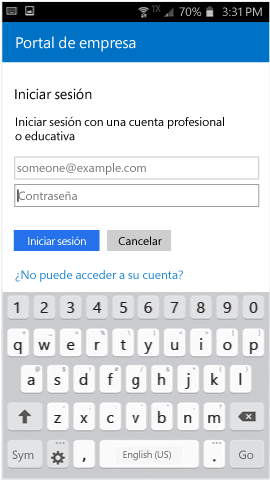 1X 70% 3:31 PM
Portal de empresa
Iniciar sesión
Iniciar sesión con una cuenta profesional
o educativa
someone@example.com
Contraseña
Iniciar sesión Cancelar
¿No puede acceder a su cuenta?
1 2 3 4 5 6 7 8 9 0
q w e r t y u i o p
a s d f g h j k l
z x c v b n m
Sym , English (US) . Go